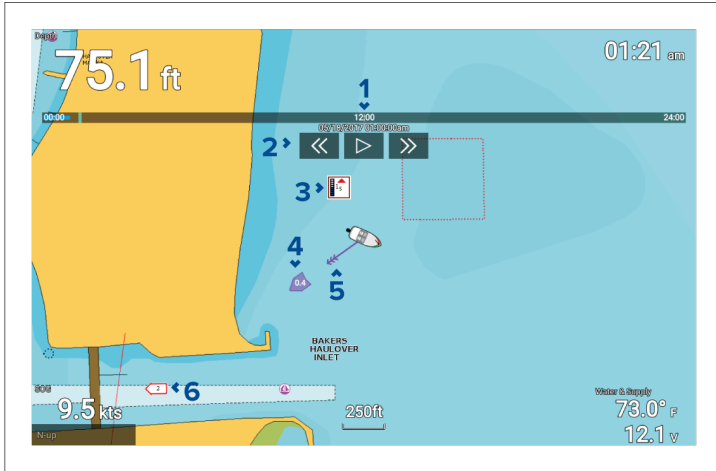 Depth
75.1 ft
01:21 am
1
00:00
12:00
24:00
05/18/2017 01:00:00am
2
3
1s
4
0.4
5
BAKERS
HAULOVER
INLET
2
6
SOG
9.5 kts
N-up
250ft
Water & Supply
73.0° F
12.1 v